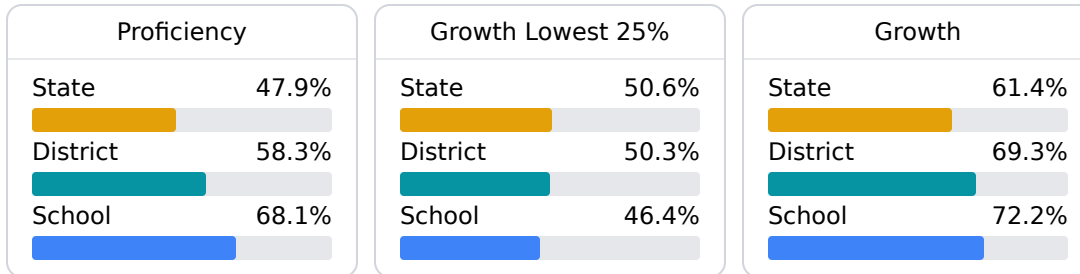 Proficiency
State 47.9%
District 58.3%
School 68.1%
Growth Lowest 25%
State 50.6%
District 50.3%
School 46.4%
Growth
State 61.4%
District 69.3%
School 72.2%